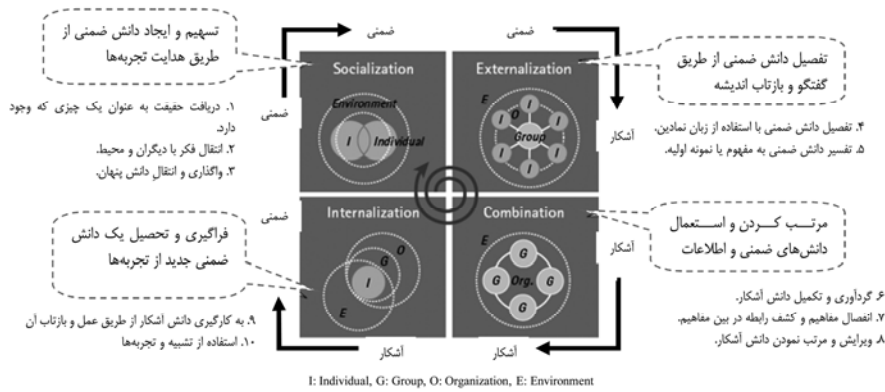 تسهیم و ایجاد دانش ضمنی از
طریق هدایت تجربه‌ها
ضمنی
ضمنی
تفصیل دانش ضمنی از طریق
گفتگو و بازتاب اندیشه
Socialization
Externalization
۱. دریافت حقیقت به عنوان یک چیزی که وجود
دارد.
۲. انتقال فکر با دیگران و محیط.
۳. واگذاری و انتقالِ دانش پنهان.
ضمنی
Environment
I
Individual
E
O
I
I
I
Group
I
I
I
آشکار
۴. تفصیل دانش ضمنی با استفاده از زبان نمادین.
۵. تفسیر دانش ضمنی به مفهوم یا نمونه اولیه.
ضمنی
Internalization
Combination
فراگیری و تحصیل یک دانش
ضمنی جدید از تجربه‌ها
O
G
I
E
E
G
G
Org.
G
G
آشکار
مرتب کردن و استعمال
دانش‌های ضمنی و اطلاعات
۹. به کارگیری دانش آشکار از طریق عمل و بازتاب آن
۱۰. استفاده از تشبیه و تجربه‌ها
آشکار
آشکار
۶. گردآوری و تکمیل دانش آشکار.
۷. انفصال مفاهیم و کشف رابطه در بین مفاهیم.
۸. ویرایش و مرتب نمودن دانش آشکار.
I: Individual, G: Group, O: Organization, E: Environment